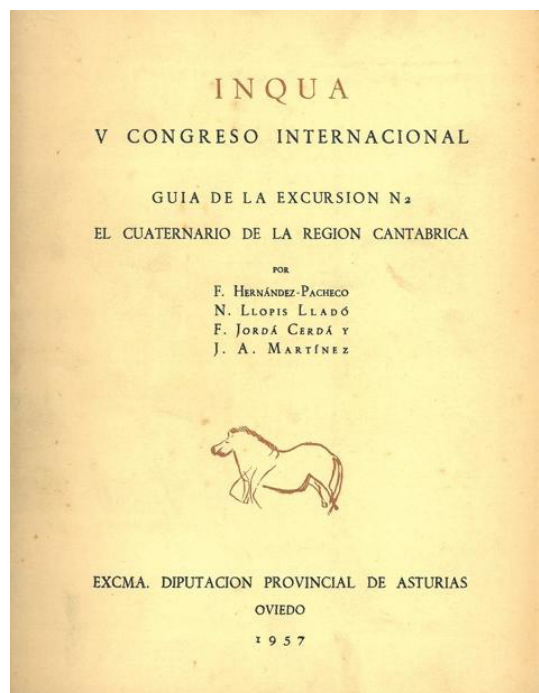 INQUA
V CONGRESO INTERNACIONAL
GUIA DE LA EXCURSION N2
EL CUATERNARIO DE LA REGION CANTABRICA
POR
F. HERNÁNDEZ-PACHECO
N. LLOPIS LLADÓ
F. JORDÁ CERDÁ Y
J. A. MARTÍNEZ
EXCMA. DIPUTACION PROVINCIAL DE ASTURIAS
OVIEDO
1957